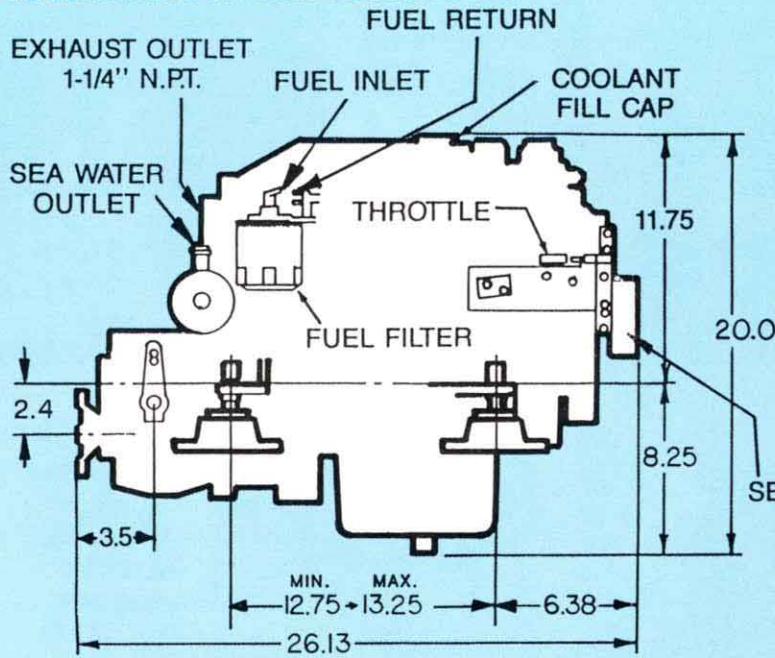 FUEL RETURN
EXHAUST OUTLET
1-1/4" N.P.T.
FUEL INLET
COOLANT
FILL CAP
SEA WATER
OUTLET
THROTTLE
11.75
FUEL FILTER
20.0
2.4
8.25
SE
3.5
MIN. MAX.
12.75 13.25
6.38
26.13